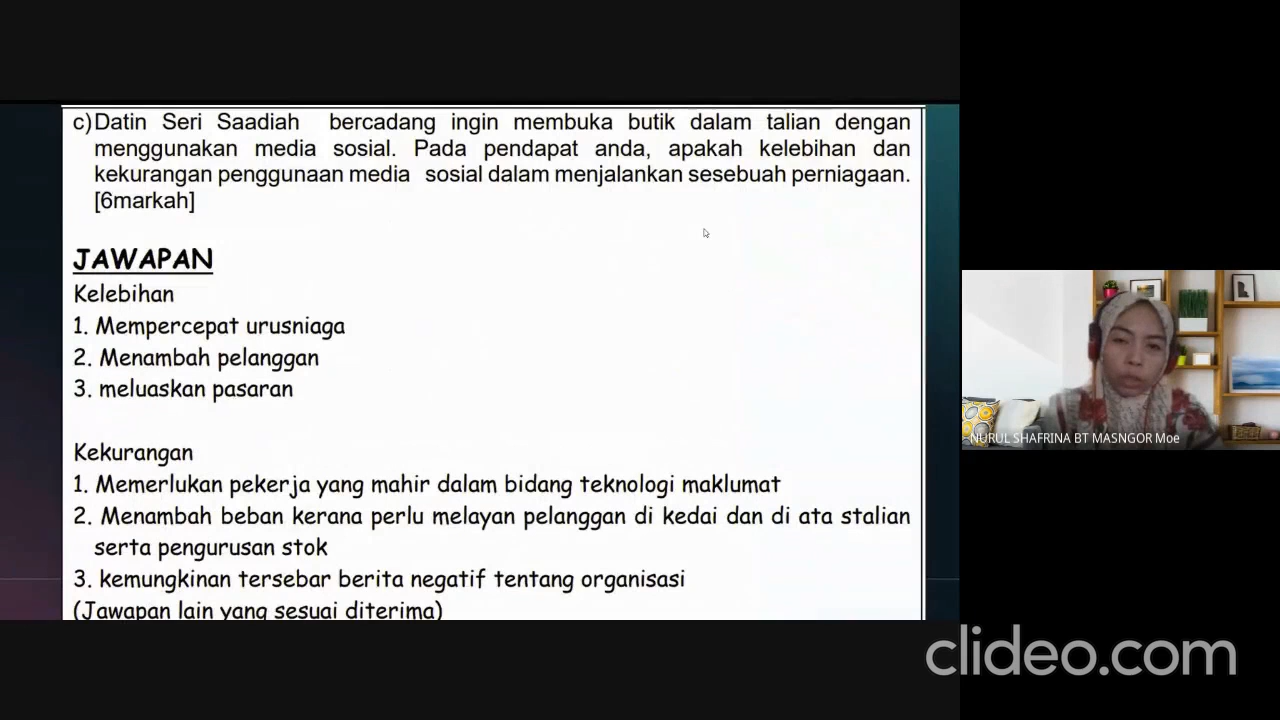 c)Datin Seri Saadiah bercadang ingin membuka butik dalam talian dengan
menggunakan media sosial. Pada pendapat anda, apakah kelebihan dan
kekurangan penggunaan media sosial dalam menjalankan sesebuah perniagaan.
[6markah]
JAWAPAN
Kelebihan
1. Mempercepat urusniaga
2. Menambah pelanggan
3. meluaskan pasaran
Kekurangan
1. Memerlukan pekerja yang mahir dalam bidang teknologi maklumat
2. Menambah beban kerana perlu melayan pelanggan di kedai dan di ata stalian
serta pengurusan stok
3. kemungkinan tersebar berita negatif tentang organisasi
(Jawapan lain yang sesuai diterima)
NURUL SHAFRINA BT MASNGOR Moe
clideo.com